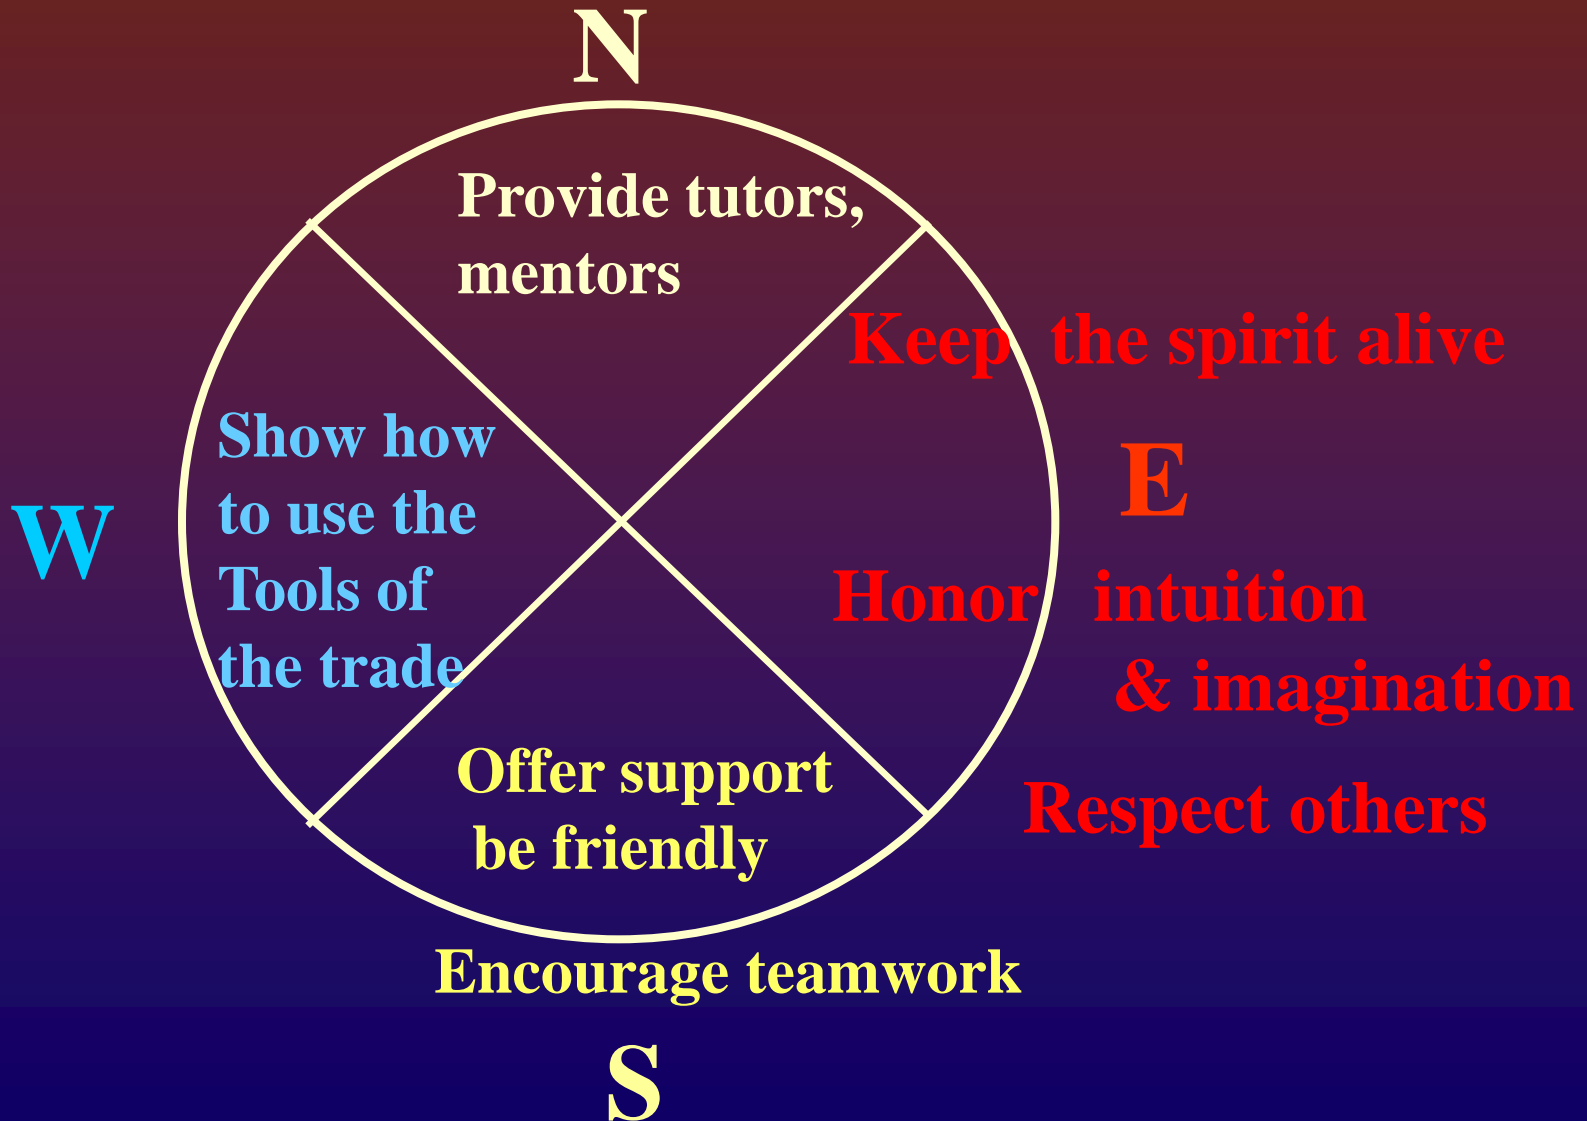 N
Provide tutors,
mentors
Keep the spirit alive
E
Show how
to use the
Tools of
the trade
W
Honor intuition
& imagination
Offer support
be friendly
Respect others
Encourage teamwork
S